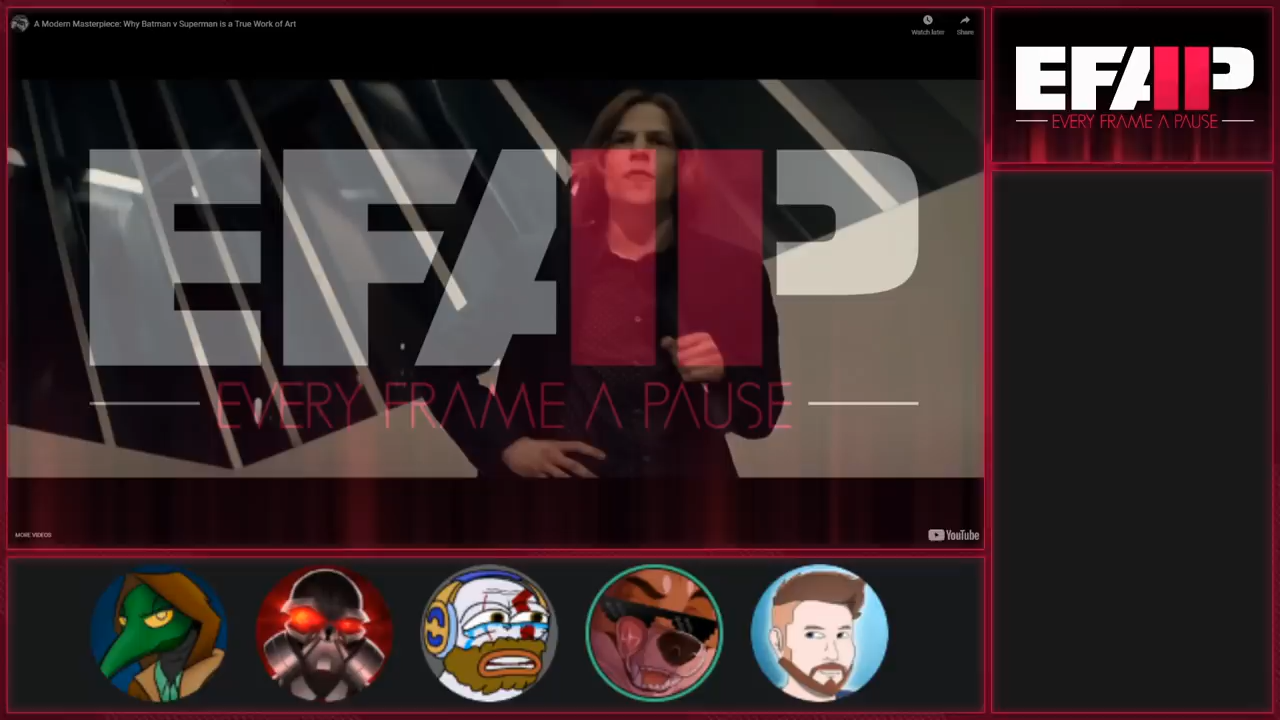 A Modern Masterpiece: Why Batman v Superman is a True Work of Art
Watch later
Share
EFAP
EVERY FRAME A PAUSE
EFAP
EVERY FRAME A PAUSE
MORE VIDEOS
YouTube